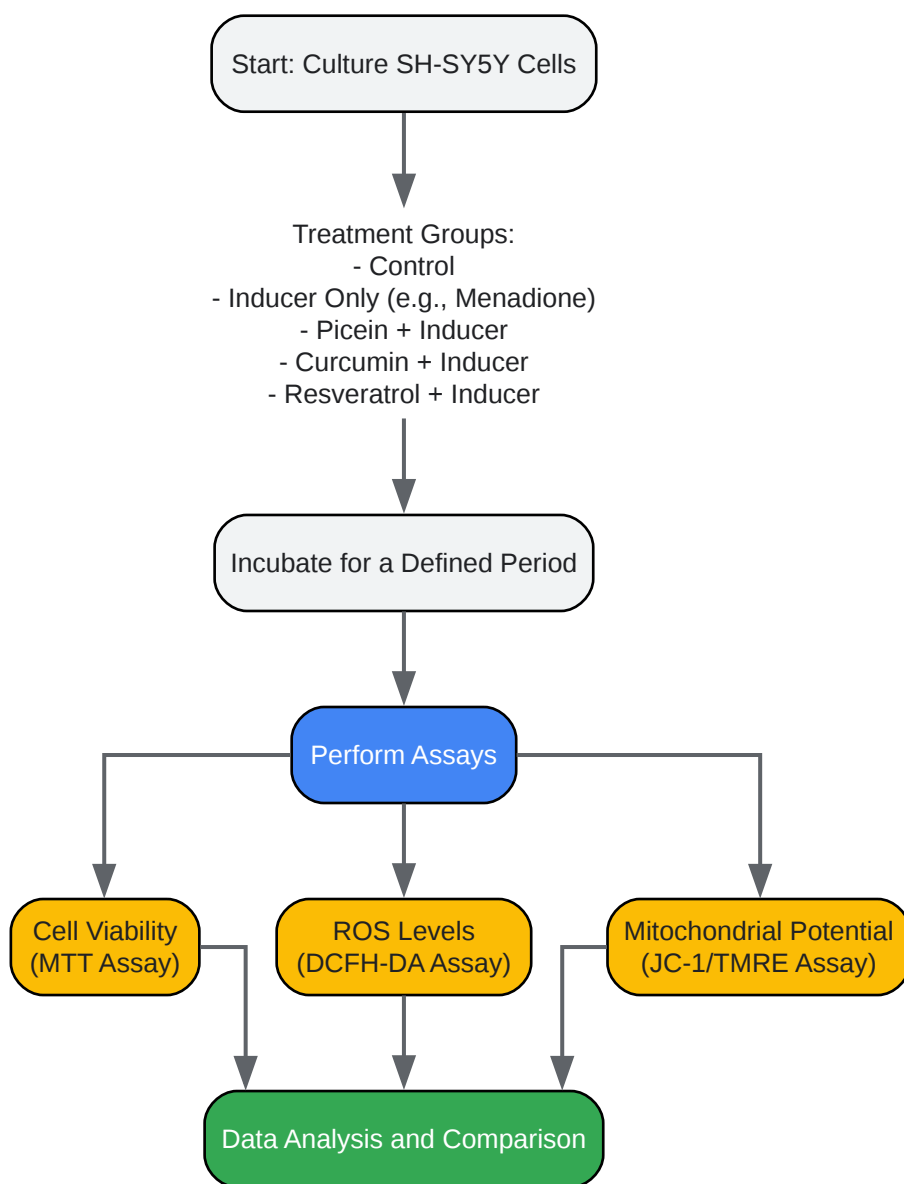 Start: Culture SH-SY5Y Cells
Treatment Groups:
- Control
- Inducer Only (e.g., Menadione)
- Picein + Inducer
- Curcumin + Inducer
- Resveratrol + Inducer
Incubate for a Defined Period
Perform Assays
Cell Viability
(MTT Assay)
ROS Levels
(DCFH-DA Assay)
Mitochondrial Potential
(JC-1/TMRE Assay)
Data Analysis and Comparison